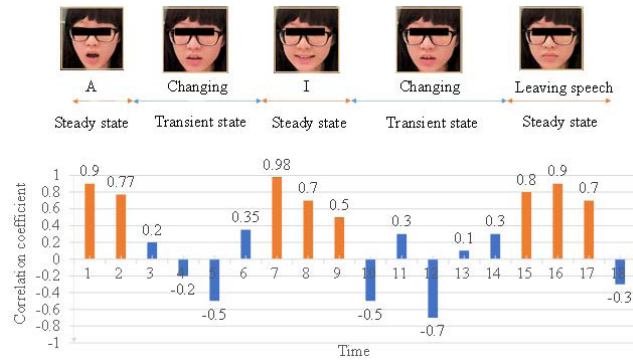 A Changing I Changing Leaving speech
Steady state Transient state Steady state Transient state Steady state
Correlation coefficient
1
0.8
0.6
0.4
0.2
0
-0.2
-0.4
-0.6
-0.8
-1
0.9 0.77 0.2 -0.2 -0.5 0.35 0.98 0.7 0.5 -0.5 0.3 -0.7 0.1 0.3 0.8 0.9 0.7 -0.3
1 2 3 4 5 6 7 8 9 10 11 12 13 14 15 16 17 18
Time